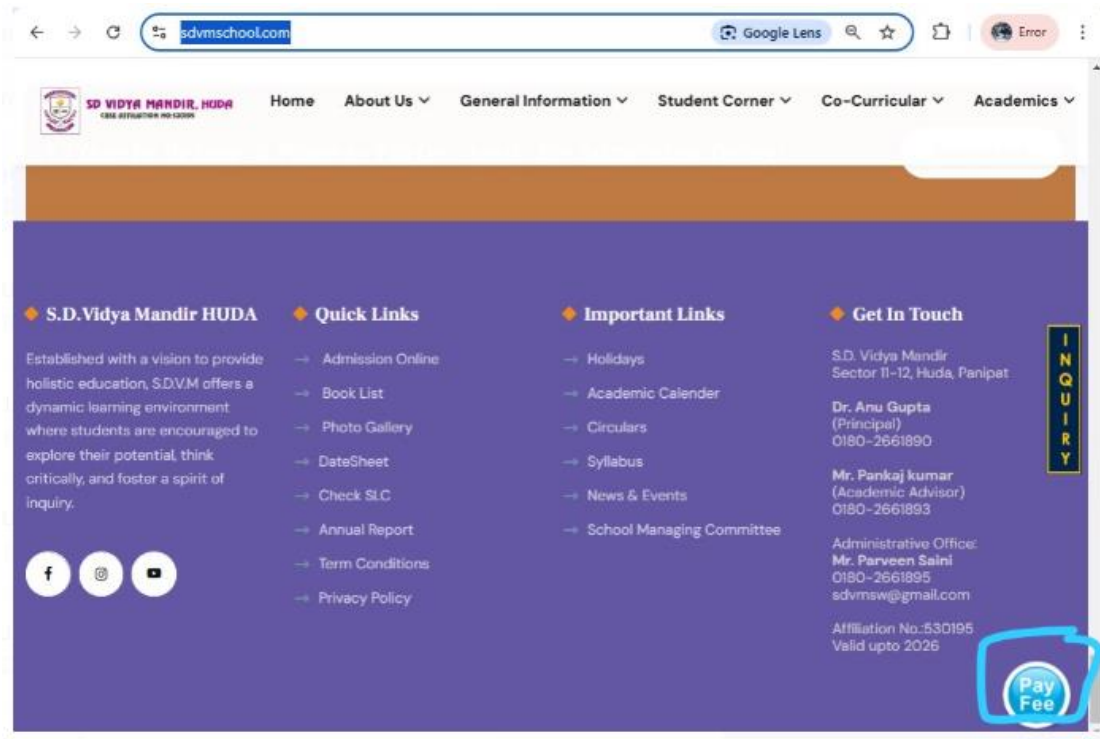 sdvmschool.com
Google Lens
Error
SD VIDYA MANDIR, HUDA
Home
About Us
General Information
Student Corner
Co-Curricular
Academics
S.D.Vidya Mandir HUDA
Established with a vision to provide
holistic education, S.D.V.M offers a
dynamic learning environment
where students are encouraged to
explore their potential, think
critically, and foster a spirit of
inquiry.
Quick Links
Admission Online
Book List
Photo Gallery
DateSheet
Check SLC
Annual Report
Term Conditions
Privacy Policy
Important Links
Holidays
Academic Calender
Circulars
Syllabus
News & Events
School Managing Committee
Get In Touch
S.D. Vidya Mandir
Sector 11-12, Huda, Panipat
Dr. Anu Gupta
(Principal)
0180-2661890
Mr. Pankaj kumar
(Academic Advisor)
0180-2661893
Administrative Office:
Mr. Parveen Saini
0180-2661895
sdvmsw@gmail.com
Affiliation No.:530195
Valid upto 2026
INQUIRY
Pay
Fee